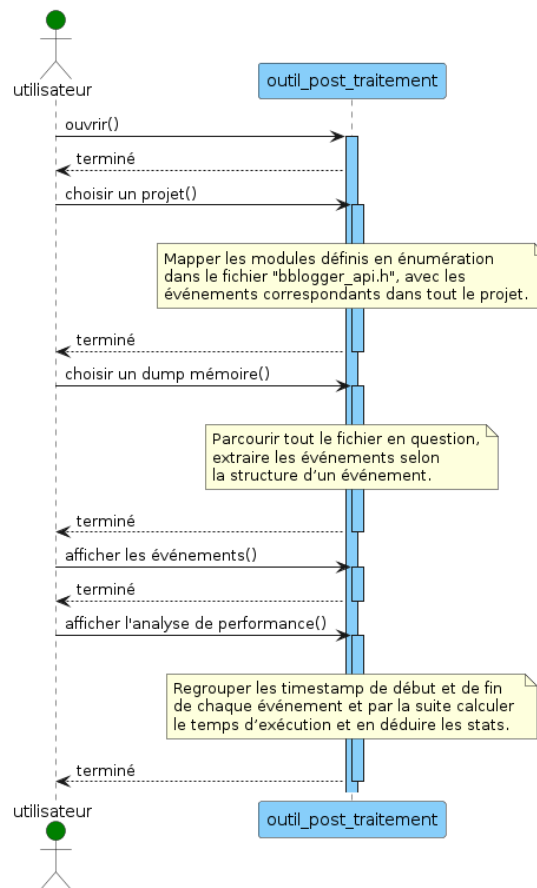 utilisateur
outil_post_traitement
ouvrir()
terminé
choisir un projet()
Mapper les modules définis en énumération
dans le fichier "bblogger_api.h", avec les
événements correspondants dans tout le projet.
terminé
choisir un dump mémoire()
Parcourir tout le fichier en question,
extraire les événements selon
la structure d’un événement.
terminé
afficher les événements()
terminé
afficher l'analyse de performance()
Regrouper les timestamp de début et de fin
de chaque événement et par la suite calculer
le temps d’exécution et en déduire les stats.
terminé
utilisateur
outil_post_traitement